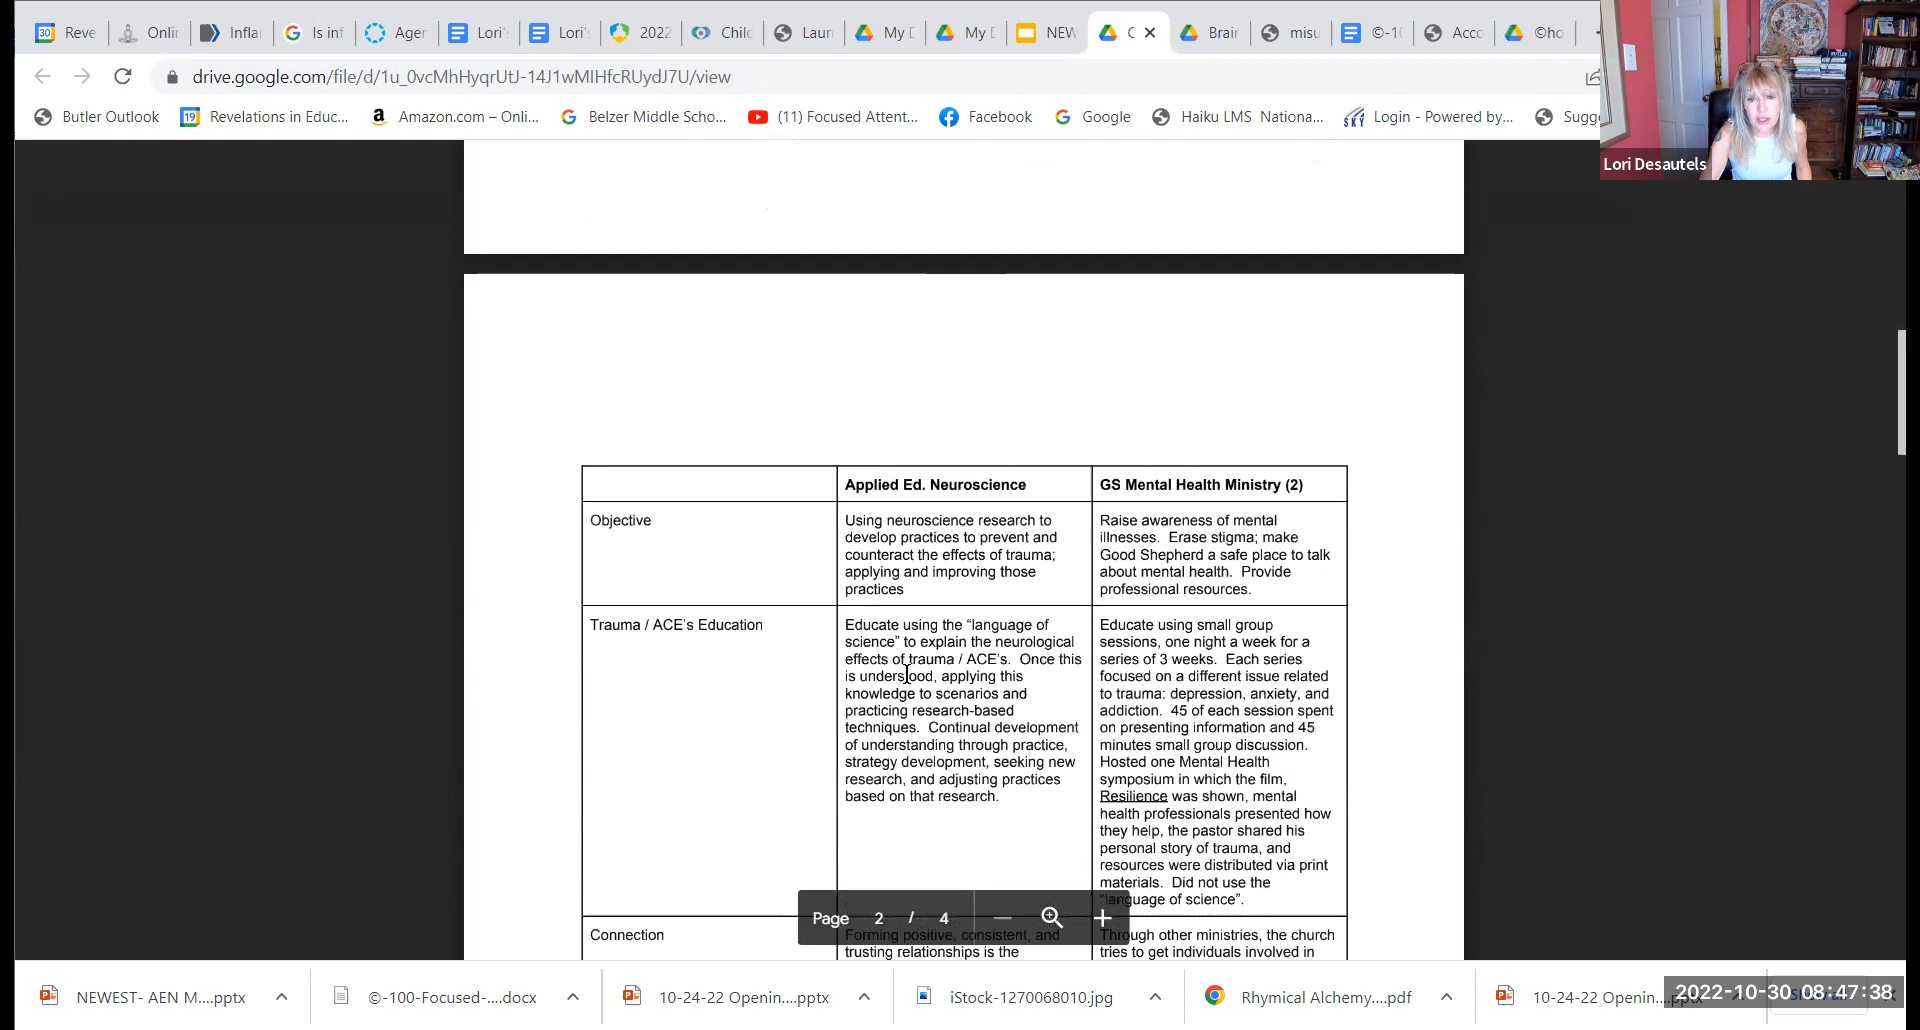 30 Reve
Onlir
Inflar
Is inf
Ager
Lori'
Lori'
2022
Chilc
Laun
My D
My D
NEW
Brair
misu
Acco
©ho
drive.google.com/file/d/1u_0vcMhHyqrUtJ-14J1wMIHfcRUydJ7U/view
Butler Outlook
19 Revelations in Educ...
Amazon.com – Onli...
Belzer Middle Scho...
(11) Focused Attent...
Facebook
Google
Haiku LMS Nationa...
SKY Login - Powered by...
Sugg
Lori Desautels
Applied Ed. Neuroscience
GS Mental Health Ministry (2)
Objective
Using neuroscience research to
develop practices to prevent and
counteract the effects of trauma;
applying and improving those
practices
Raise awareness of mental
illnesses. Erase stigma; make
Good Shepherd a safe place to talk
about mental health. Provide
professional resources.
Trauma / ACE's Education
Educate using the “language of
science” to explain the neurological
effects of trauma / ACE's. Once this
is understood, applying this
knowledge to scenarios and
practicing research-based
techniques. Continual development
of understanding through practice,
strategy development, seeking new
research, and adjusting practices
based on that research.
Educate using small group
sessions, one night a week for a
series of 3 weeks. Each series
focused on a different issue related
to trauma: depression, anxiety, and
addiction. 45 of each session spent
on presenting information and 45
minutes small group discussion.
Hosted one Mental Health
symposium in which the film,
Resilience was shown, mental
health professionals presented how
they help, the pastor shared his
personal story of trauma, and
resources were distributed via print
materials. Did not use the
“language of science”.
Page 2 / 4
Connection
Forming positive, consistent, and
trusting relationships is the
Through other ministries, the church
tries to get individuals involved in
NEWEST- AEN M....pptx
©-100-Focused-....docx
10-24-22 Openin....pptx
iStock-1270068010.jpg
Rhymical Alchemy....pdf
10-24-22 Openin....pptx
2022-10-30 08:47:38